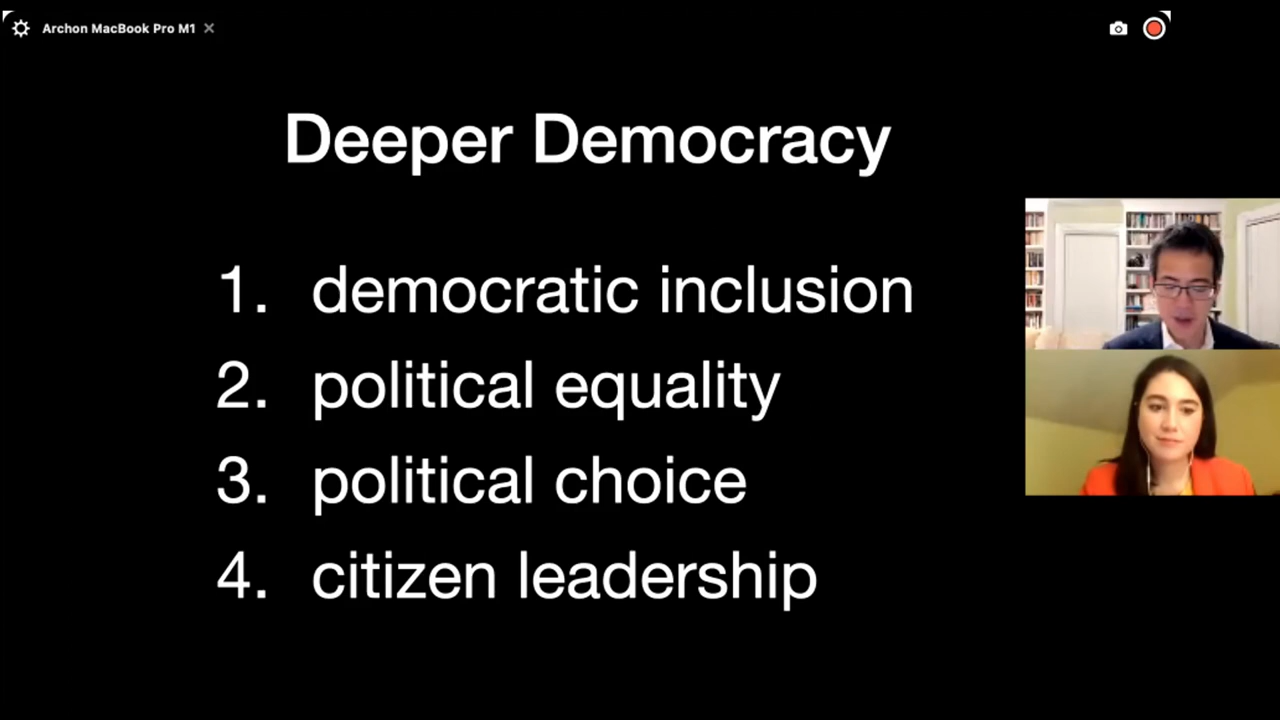 Archon MacBook Pro M1
Deeper Democracy
1. democratic inclusion
2. political equality
3. political choice
4. citizen leadership